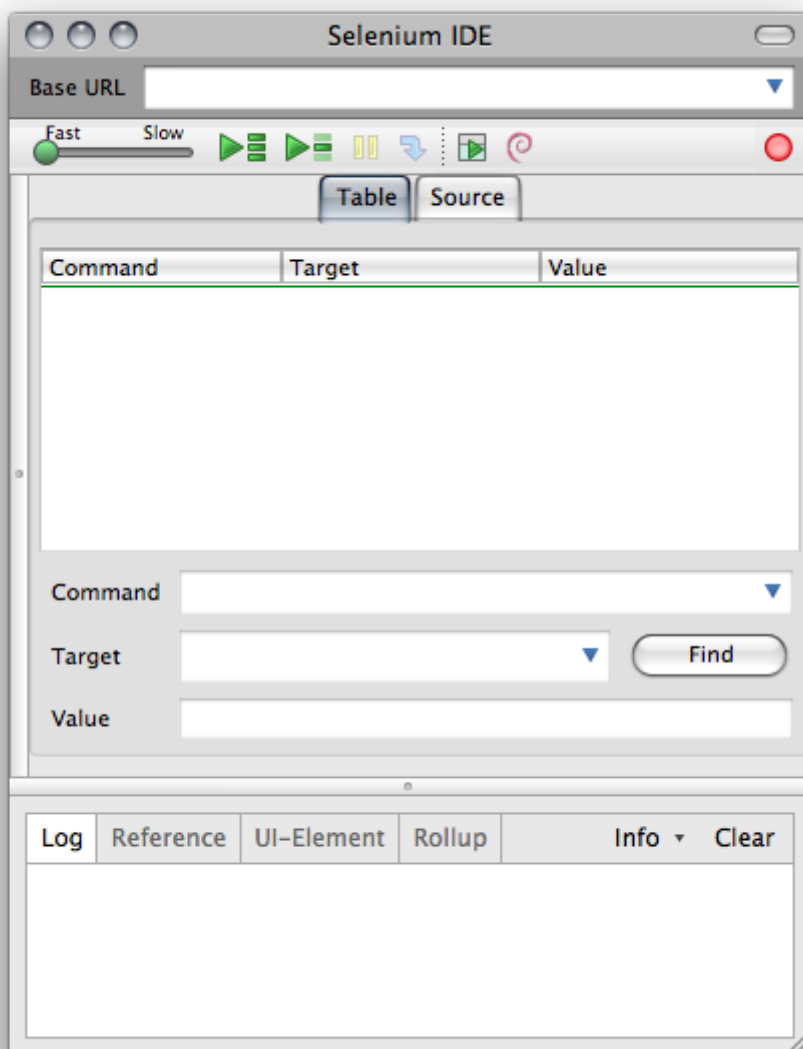 Selenium IDE
Base URL
Fast Slow
Table Source
Command Target Value
Command
Target Find
Value
Log Reference UI-Element Rollup Info Clear